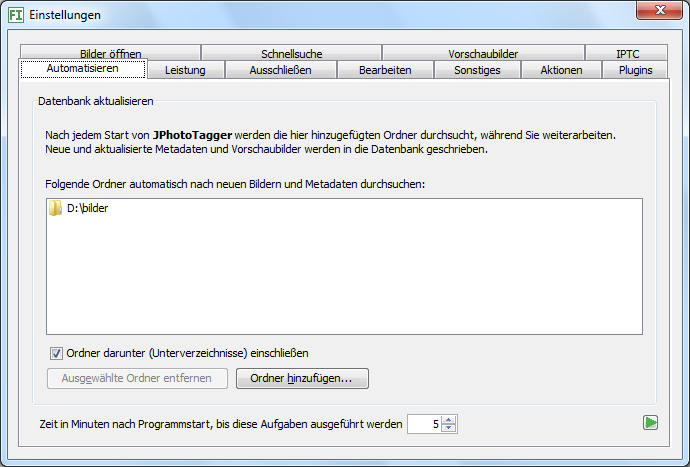 FI Einstellungen
Bilder öffnen Schnellsuche Vorschaubilder IPTC
Automatisieren Leistung Ausschließen Bearbeiten Sonstiges Aktionen Plugins
Datenbank aktualisieren
Nach jedem Start von JPhotoTagger werden die hier hinzugefügten Ordner durchsucht, während Sie weiterarbeiten.
Neue und aktualisierte Metadaten und Vorschaubilder werden in die Datenbank geschrieben.
Folgende Ordner automatisch nach neuen Bildern und Metadaten durchsuchen:
D:\bilder
Ordner darunter (Unterverzeichnisse) einschließen
Ausgewählte Ordner entfernen Ordner hinzufügen...
Zeit in Minuten nach Programmstart, bis diese Aufgaben ausgeführt werden 5